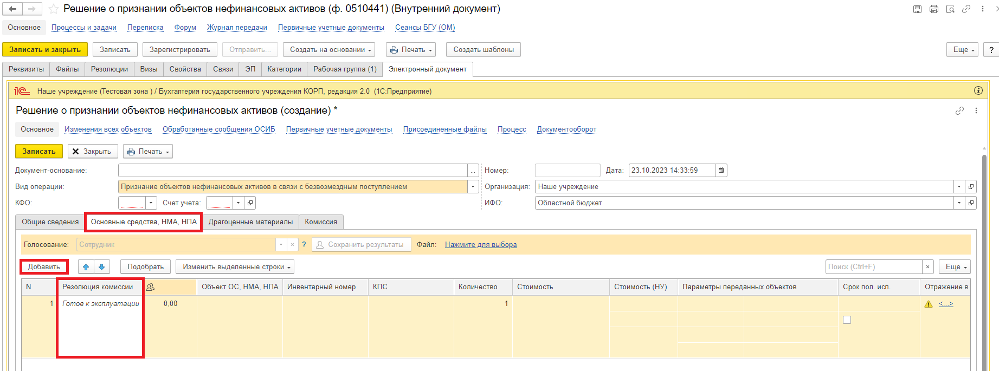 Решение о признании объектов нефинансовых активов (ф. 0510441) (Внутренний документ)
Основное Процессы и задачи Переписка Форум Журнал передачи Первичные учетные документы Сеансы БГУ (ОМ)
Записать и закрыть Записать Зарегистрировать Отправить... Создать на основании Печать Создать шаблоны Еще ?
Реквизиты Файлы Резолюции Визы Свойства Связи ЭП Категории Рабочая группа (1) Электронный документ
1С Наше учреждение (Тестовая зона ) / Бухгалтерия государственного учреждения КОРП, редакция 2.0 (1С:Предприятие)
Решение о признании объектов нефинансовых активов (создание) *
Основное Изменения всех объектов Обработанные сообщения ОСИБ Первичные учетные документы Присоединенные файлы Процесс Документооборот
Записать Закрыть Печать
Документ-основание: ... Номер: Дата: 23.10.2023 14:33:59
Вид операции: Признание объектов нефинансовых активов в связи с безвозмездным поступлением Организация: Наше учреждение
КФО: Счет учета: ИФО: Областной бюджет
Общие сведения Основные средства, НМА, НПА Драгоценные материалы Комиссия
Голосование: Сотрудник × ? Сохранить результаты Файл: Нажмите для выбора
Добавить Подобрать Изменить выделенные строки Поиск (Ctrl+F) × Еще
N Резолюция комиссии Объект ОС, НМА, НПА Инвентарный номер КПС Количество Стоимость Стоимость (НУ) Параметры переданных объектов Срок пол. исп. Отражение в
1 Готов к эксплуатации 0,00 1 <...>